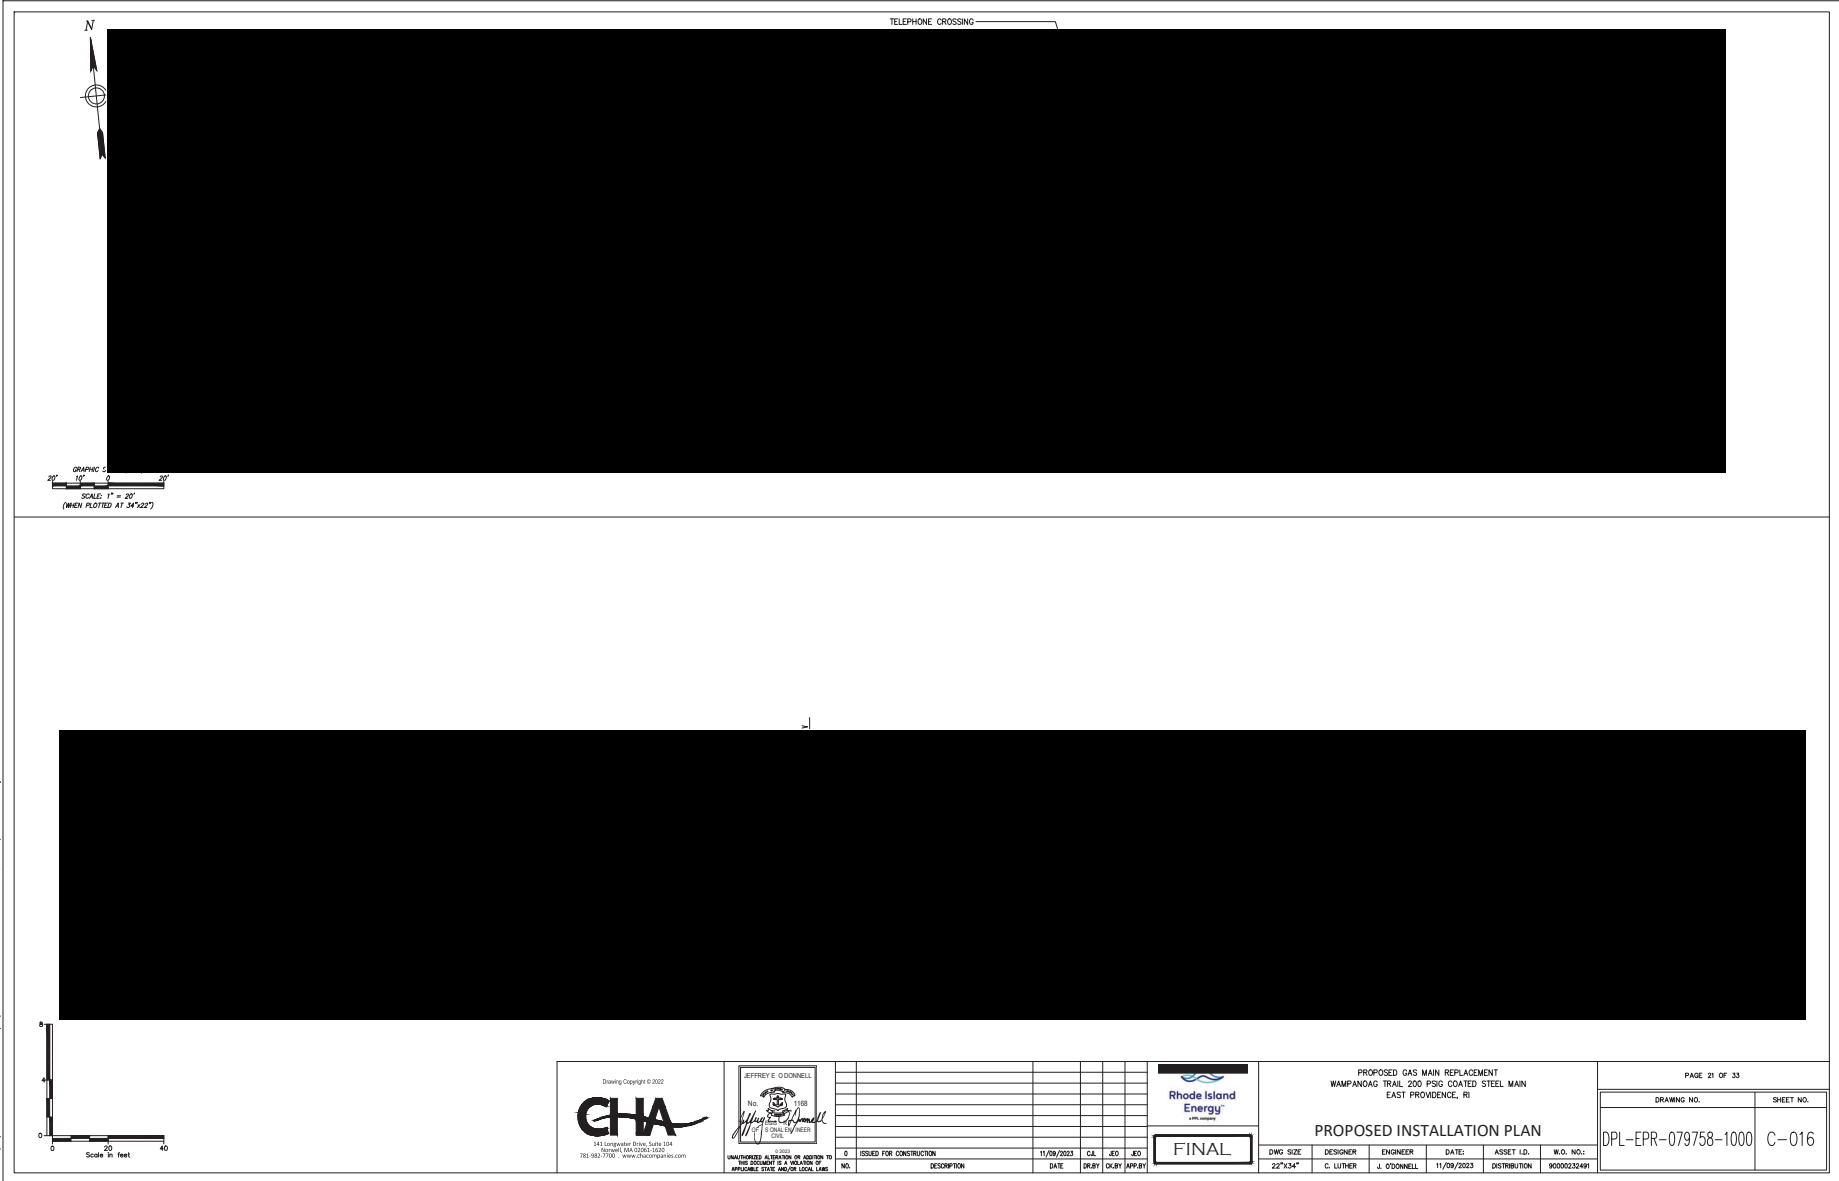 TELEPHONE CROSSING
N
GRAPHIC S
20' 10' 0 20'
SCALE: 1" = 20'
(WHEN PLOTTED AT 34"x22")
8
4
0
0 20 40
Scale in feet
Drawing Copyright © 2022
CHA
141 Longwater Drive, Suite 104
Norwell, MA 02061-1620
781-982-7700 . www.chacompanies.com
JEFFREY E O DONNELL
No. 1168
CIVIL
© 2023
UNAUTHORIZED ALTERATION OR ADDITION TO
THIS DOCUMENT IS A VIOLATION OF
APPLICABLE STATE AND/OR LOCAL LAWS
0 ISSUED FOR CONSTRUCTION 11/09/2023 CJL JEO JEO
NO. DESCRIPTION DATE DR.BY CK.BY APP.BY
Rhode Island
Energy™
a PPL company
FINAL
PROPOSED GAS MAIN REPLACEMENT
WAMPANOAG TRAIL 200 PSIG COATED STEEL MAIN
EAST PROVIDENCE, RI
PROPOSED INSTALLATION PLAN
DWG SIZE DESIGNER ENGINEER DATE: ASSET I.D. W.O. NO.:
22"X34" C. LUTHER J. O'DONNELL 11/09/2023 DISTRIBUTION 90000232491
PAGE 21 OF 33
DRAWING NO. SHEET NO.
DPL-EPR-079758-1000 C-016